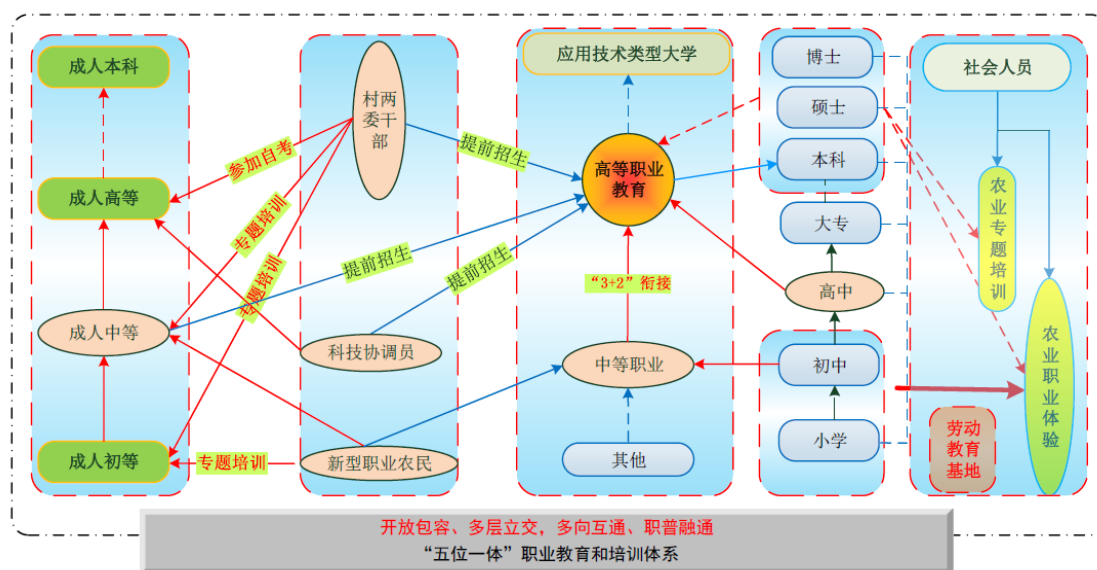 成人本科
成人高等
成人中等
成人初等
参加自考
专题培训
专题培训
专题培训
村两
委干
部
科技协调员
新型职业农民
提前招生
提前招生
提前招生
应用技术类型大学
高等职业
教育
“3+2”衔接
中等职业
其他
博士
硕士
本科
大专
高中
初中
小学
社会人员
农业专题培训
农业职业体验
劳动
教育
基地
开放包容、多层立交，多向互通、职普融通
“五位一体”职业教育和培训体系